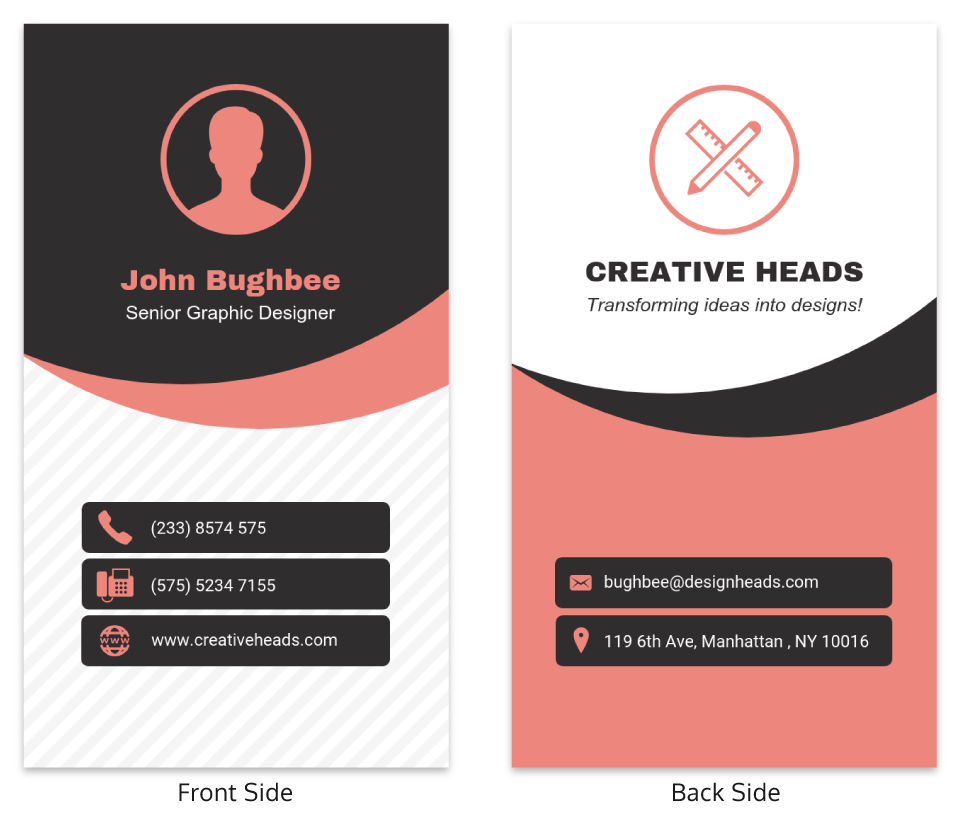 John Bughbee
Senior Graphic Designer
(233) 8574 575
(575) 5234 7155
WWW
www.creativeheads.com
Front Side
CREATIVE HEADS
Transforming ideas into designs!
bughbee@designheads.com
119 6th Ave, Manhattan , NY 10016
Back Side